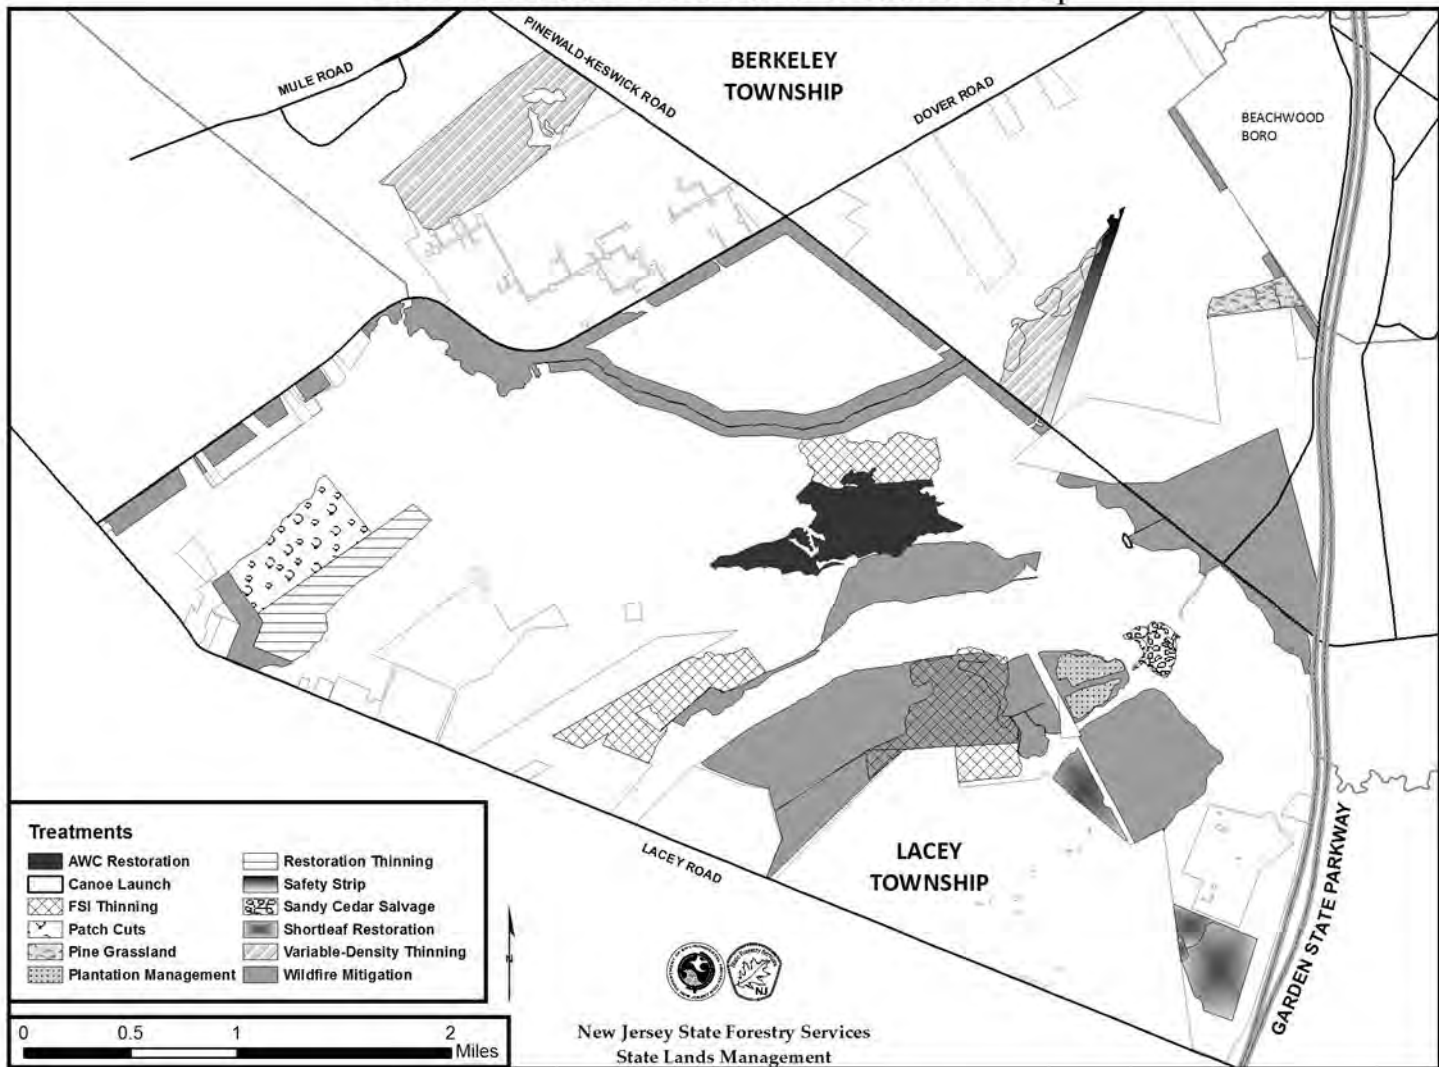 MULE ROAD
PINEWALD-KESWICK ROAD
BERKELEY
TOWNSHIP
DOVER ROAD
BEACHWOOD
BORO
LACEY ROAD
LACEY
TOWNSHIP
GARDEN STATE PARKWAY
Treatments
AWC Restoration
Canoe Launch
FSI Thinning
Patch Cuts
Pine Grassland
Plantation Management
Restoration Thinning
Safety Strip
Sandy Cedar Salvage
Shortleaf Restoration
Variable-Density Thinning
Wildfire Mitigation
N
0 0.5 1 2
Miles
NJ
New Jersey State Forestry Services
State Lands Management